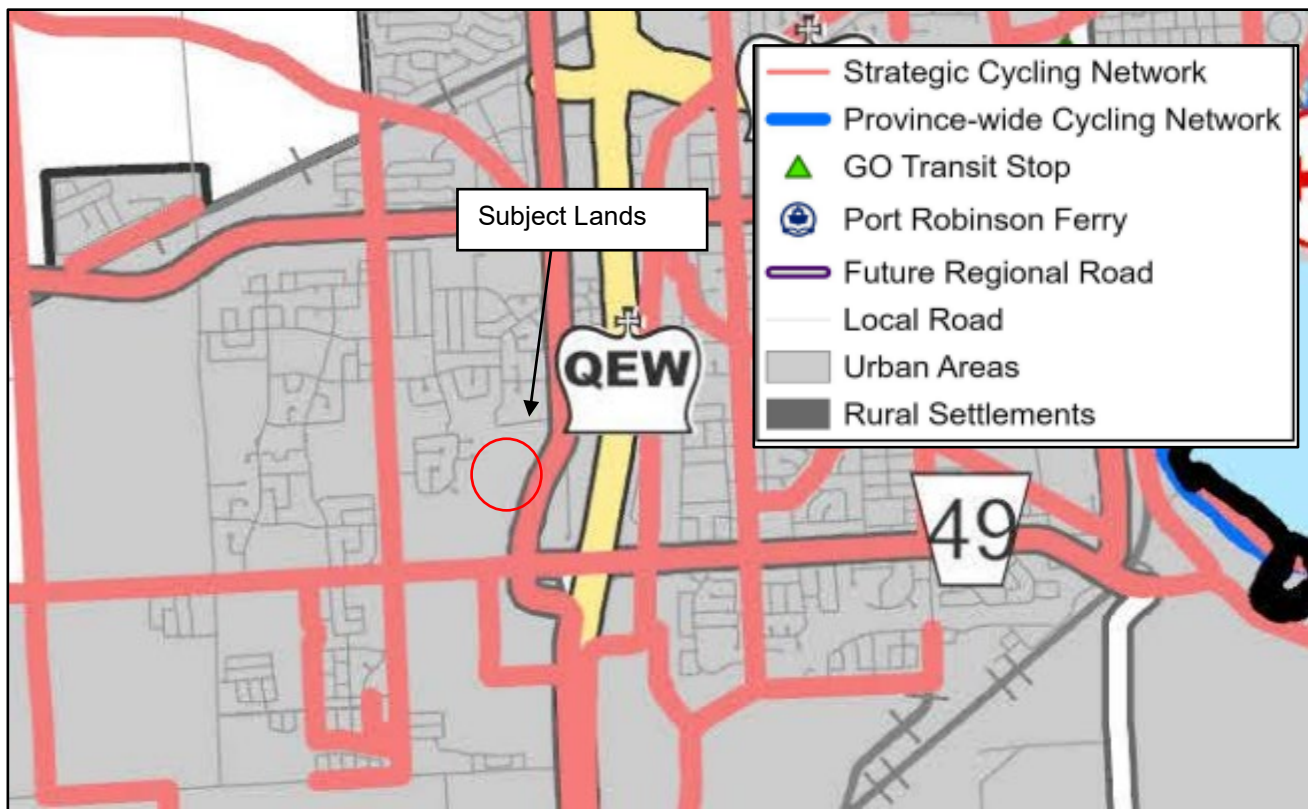 Strategic Cycling Network
Province-wide Cycling Network
GO Transit Stop
Port Robinson Ferry
Future Regional Road
Local Road
Urban Areas
Rural Settlements
Subject Lands
QEW
49